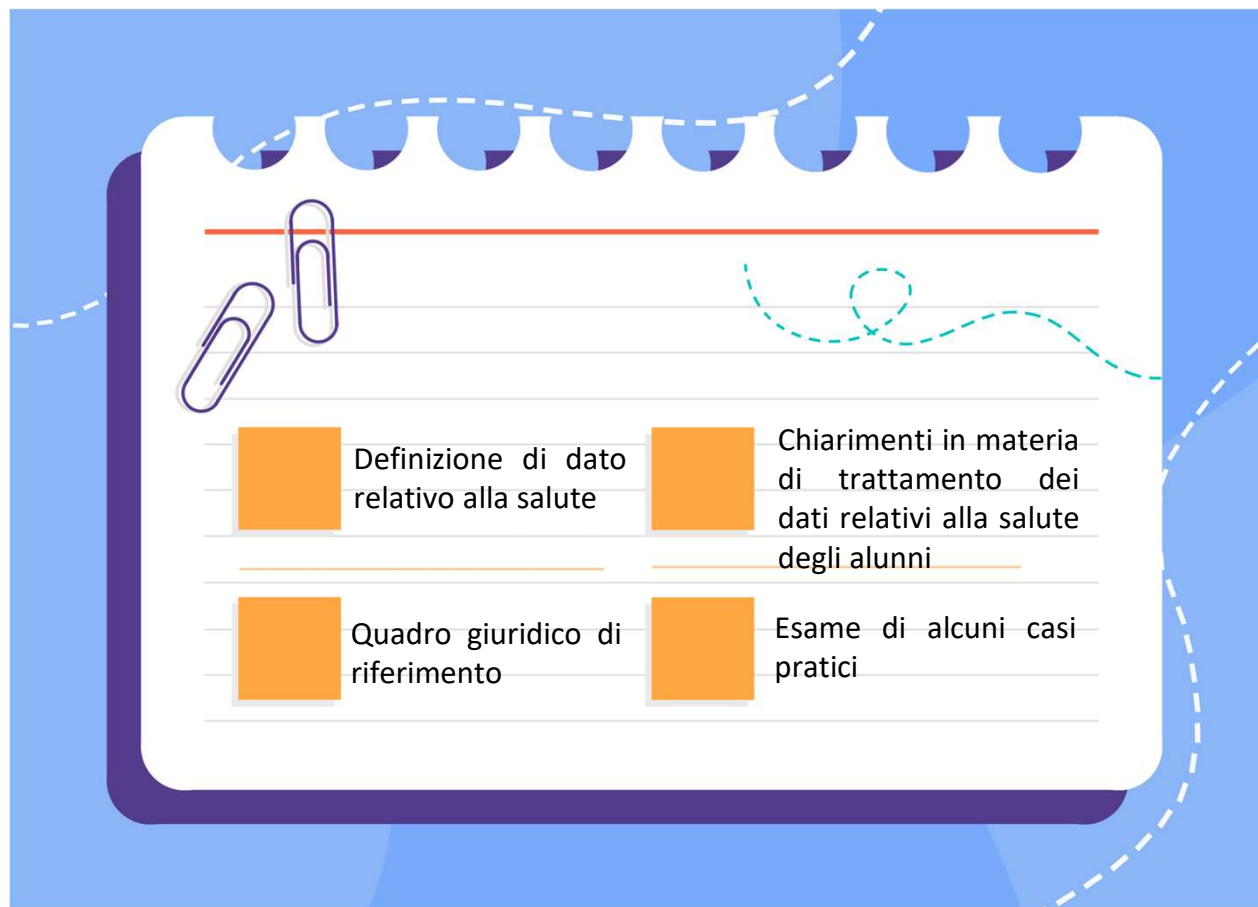 Definizione di dato
relativo alla salute
Chiarimenti in materia
di trattamento dei
dati relativi alla salute
degli alunni
Quadro giuridico di
riferimento
Esame di alcuni casi
pratici